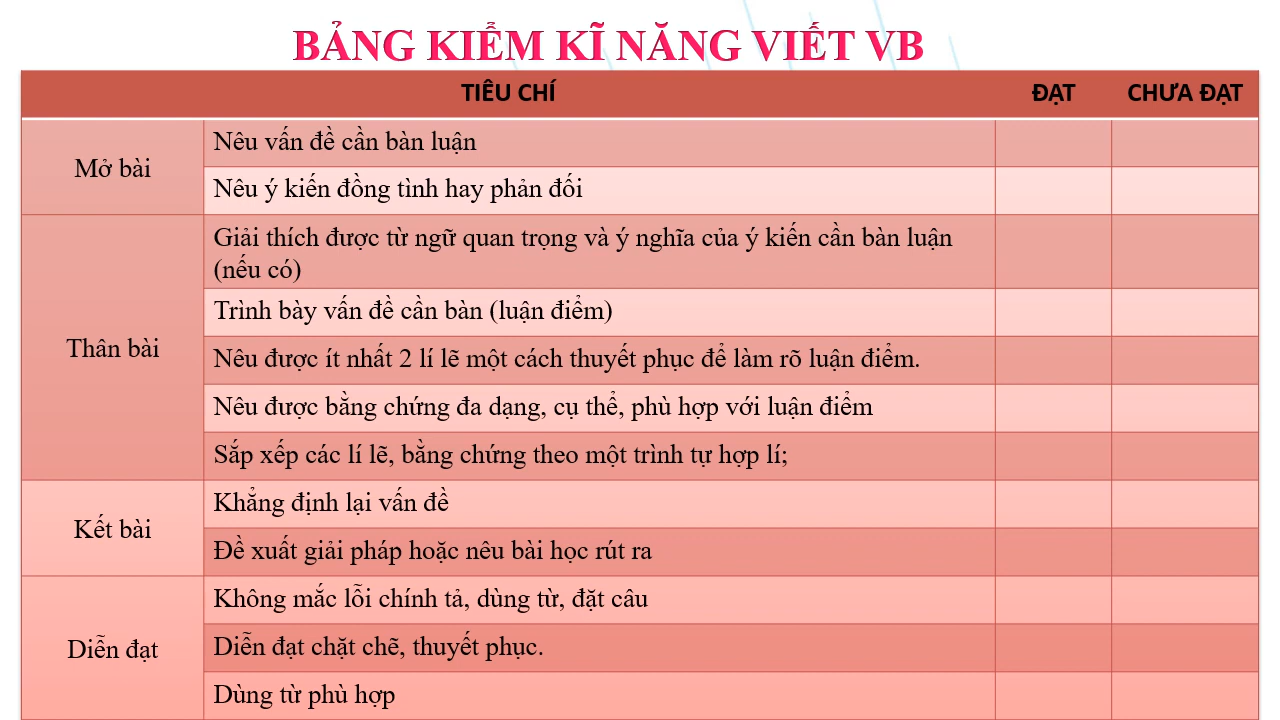 BẢNG KIỂM KĨ NĂNG VIẾT VB
TIÊU CHÍ ĐẠT CHƯA ĐẠT
Mở bài
Nêu vấn đề cần bàn luận
Nêu ý kiến đồng tình hay phản đối
Thân bài
Giải thích được từ ngữ quan trọng và ý nghĩa của ý kiến cần bàn luận
(nếu có)
Trình bày vấn đề cần bàn (luận điểm)
Nêu được ít nhất 2 lí lẽ một cách thuyết phục để làm rõ luận điểm.
Nêu được bằng chứng đa dạng, cụ thể, phù hợp với luận điểm
Sắp xếp các lí lẽ, bằng chứng theo một trình tự hợp lí;
Kết bài
Khẳng định lại vấn đề
Đề xuất giải pháp hoặc nêu bài học rút ra
Diễn đạt
Không mắc lỗi chính tả, dùng từ, đặt câu
Diễn đạt chặt chẽ, thuyết phục.
Dùng từ phù hợp